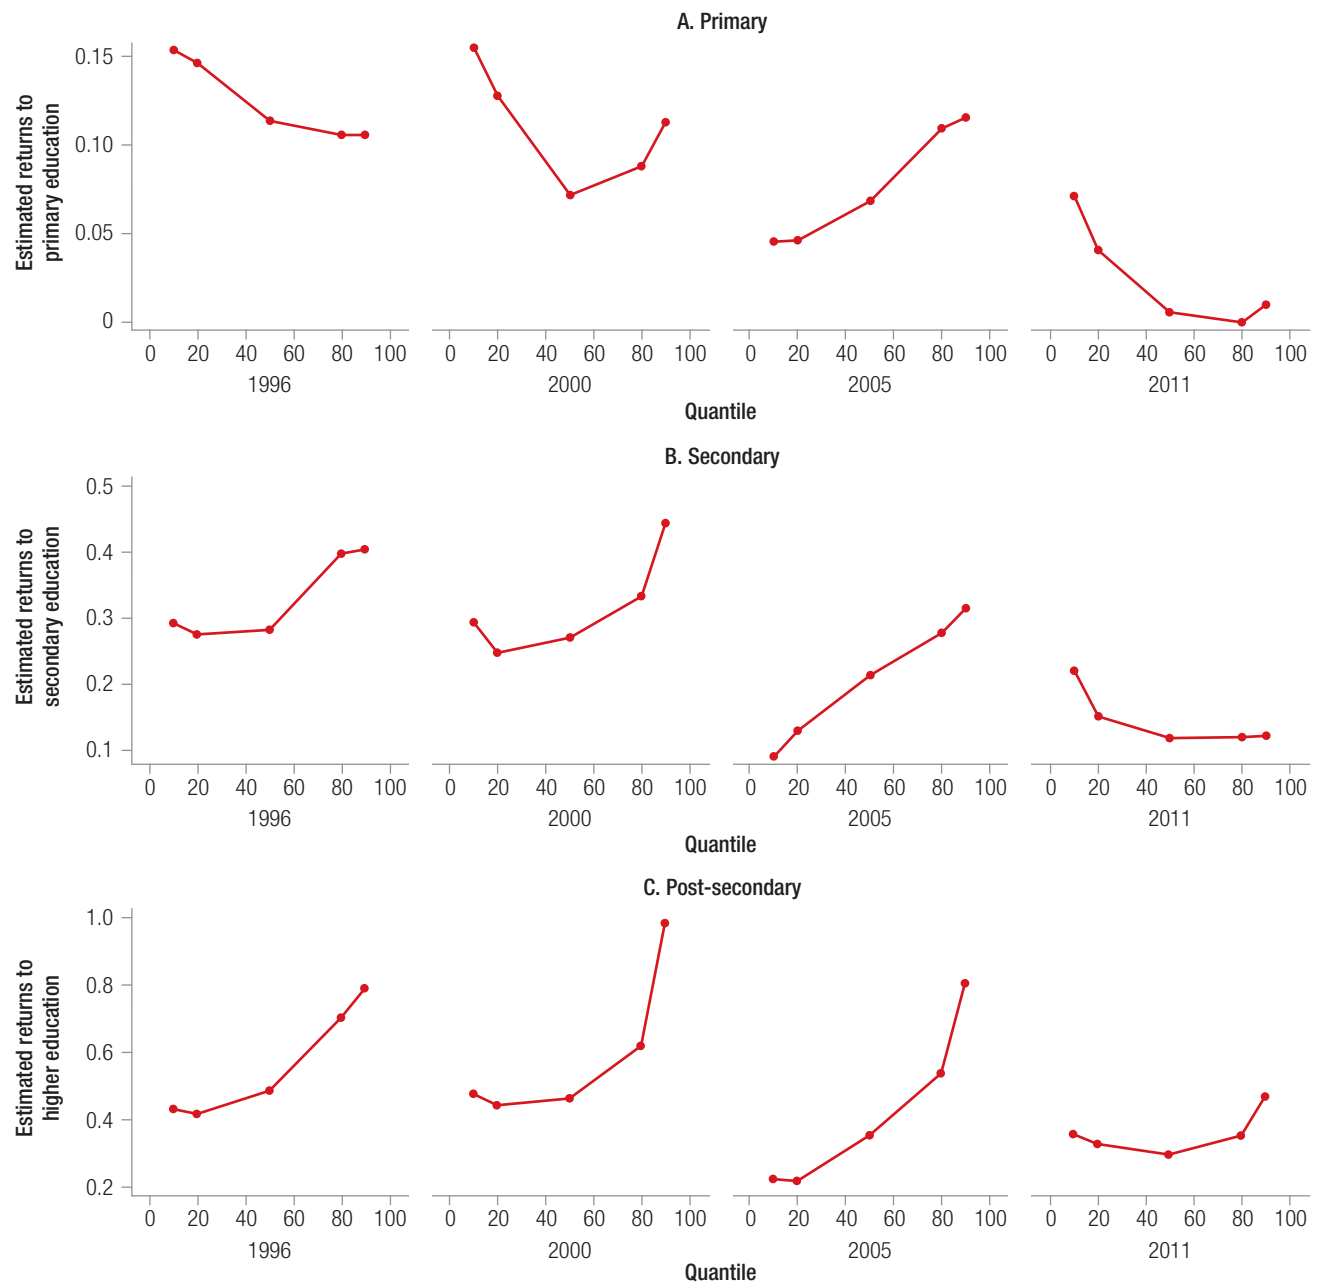 A. Primary
Estimated returns to
primary education
0.15
0.10
0.05
0
0 20 40 60 80 100 0 20 40 60 80 100 0 20 40 60 80 100 0 20 40 60 80 100
1996 2000 2005 2011
Quantile
B. Secondary
Estimated returns to
secondary education
0.5
0.4
0.3
0.2
0.1
0 20 40 60 80 100 0 20 40 60 80 100 0 20 40 60 80 100 0 20 40 60 80 100
1996 2000 2005 2011
Quantile
C. Post-secondary
Estimated returns to
higher education
1.0
0.8
0.6
0.4
0.2
0 20 40 60 80 100 0 20 40 60 80 100 0 20 40 60 80 100 0 20 40 60 80 100
1996 2000 2005 2011
Quantile